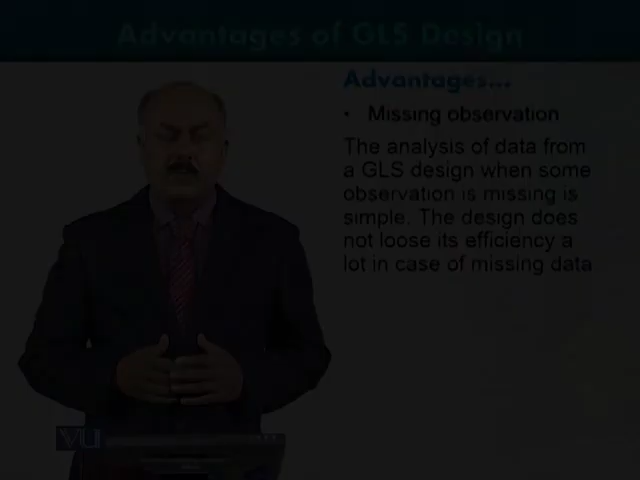 Advantages of GLS Design
Advantages...
• Missing observation
The analysis of data from
a GLS design when some
observation is missing is
simple. The design does
not loose its efficiency a
lot in case of missing data
VU